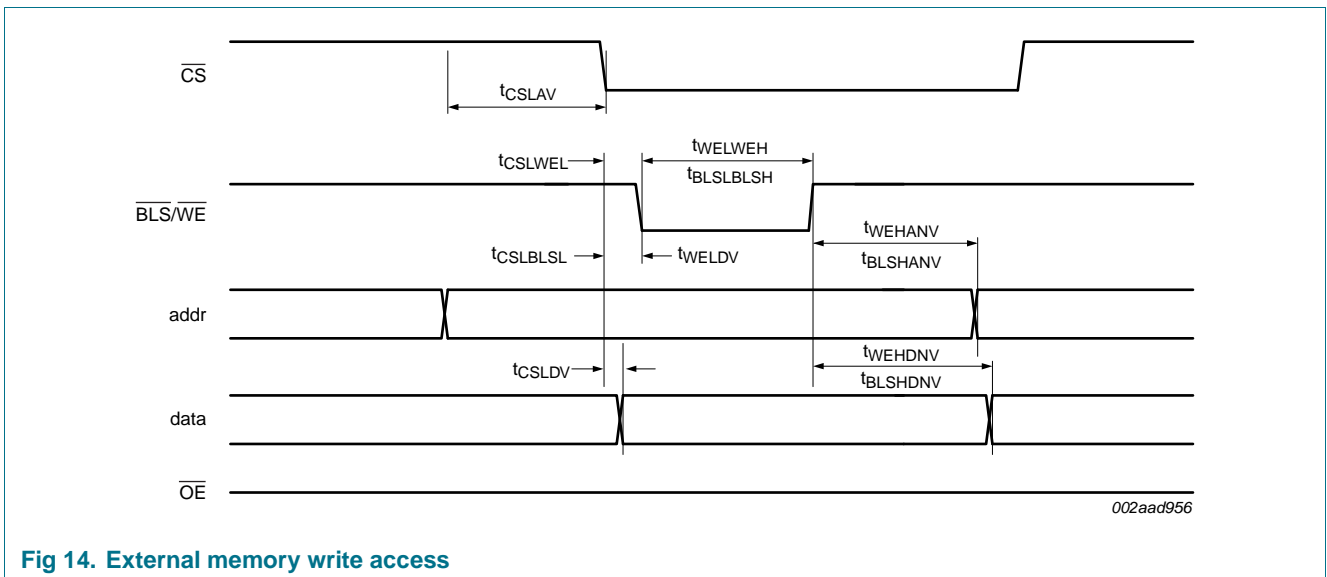 CS
tCSLAV
tCSLWEL
tWELWEH
tBLSLBLSH
BLS/WE
tCSLBLSL
tWELDV
tWEHANV
tBLSHANV
addr
tCSLDV
tWEHDNV
tBLSHDNV
data
OE
002aad956
Fig 14. External memory write access